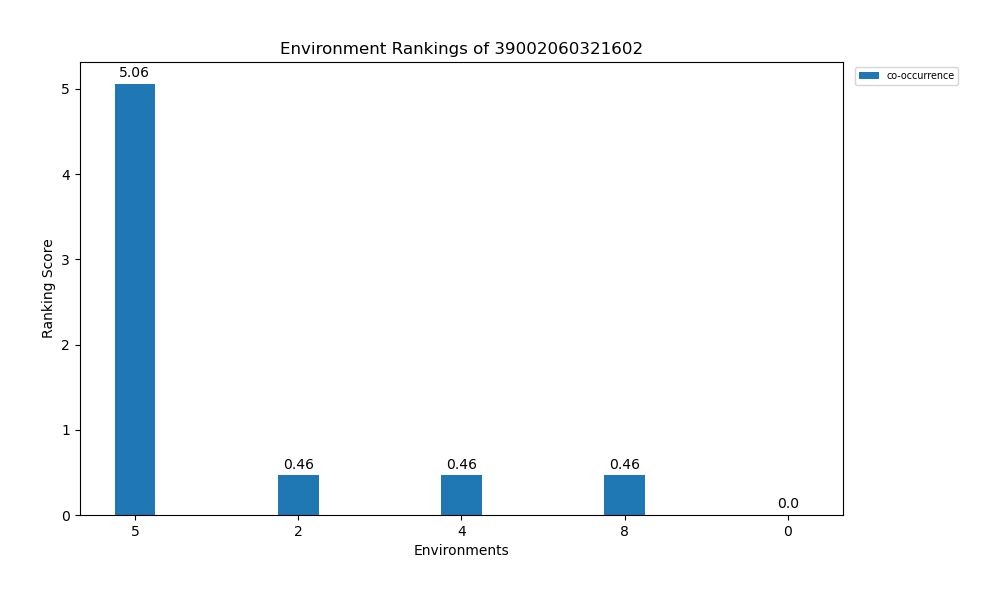 Environment Rankings of 39002060321602
co-occurrence
Ranking Score
5
4
3
2
1
0
5.06
0.46
0.46
0.46
0.0
5 2 4 8 0
Environments